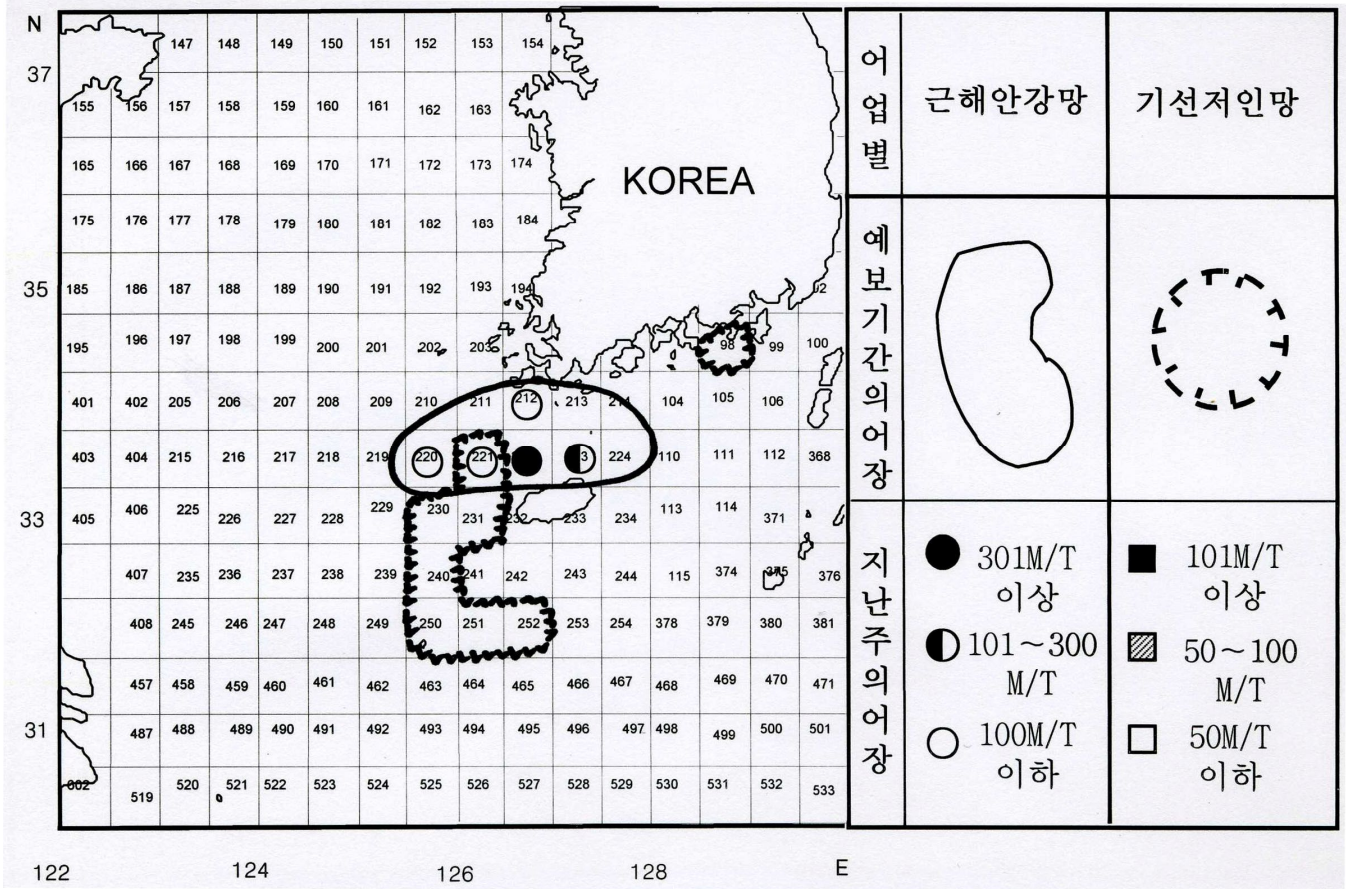 N
147 148 149 150 151 152 153 154
37
155 156 157 158 159 160 161 162 163
165 166 167 168 169 170 171 172 173 174
KOREA
175 176 177 178 179 180 181 182 183 184
35
185 186 187 188 189 190 191 192 193 194
195 196 197 198 199 200 201 202 203 98 99 100
401 402 205 206 207 208 209 210 211 212 213 214 104 105 106
403 404 215 216 217 218 219 220 221 224 110 111 112 368
33
405 406 225 226 227 228 229 230 231 232 233 234 113 114 371
407 235 236 237 238 239 240 241 242 243 244 115 374 375 376
408 245 246 247 248 249 250 251 252 253 254 378 379 380 381
457 458 459 460 461 462 463 464 465 466 467 468 469 470 471
31
487 488 489 490 491 492 493 494 495 496 497 498 499 500 501
519 520 521 522 523 524 525 526 527 528 529 530 531 532 533
122 124 126 128 E
어업별
근해안강망
기선저인망
예보기간의어장
지난주의어장
301M/T
이상
101~300
M/T
100M/T
이하
101M/T
이상
50~100
M/T
50M/T
이하